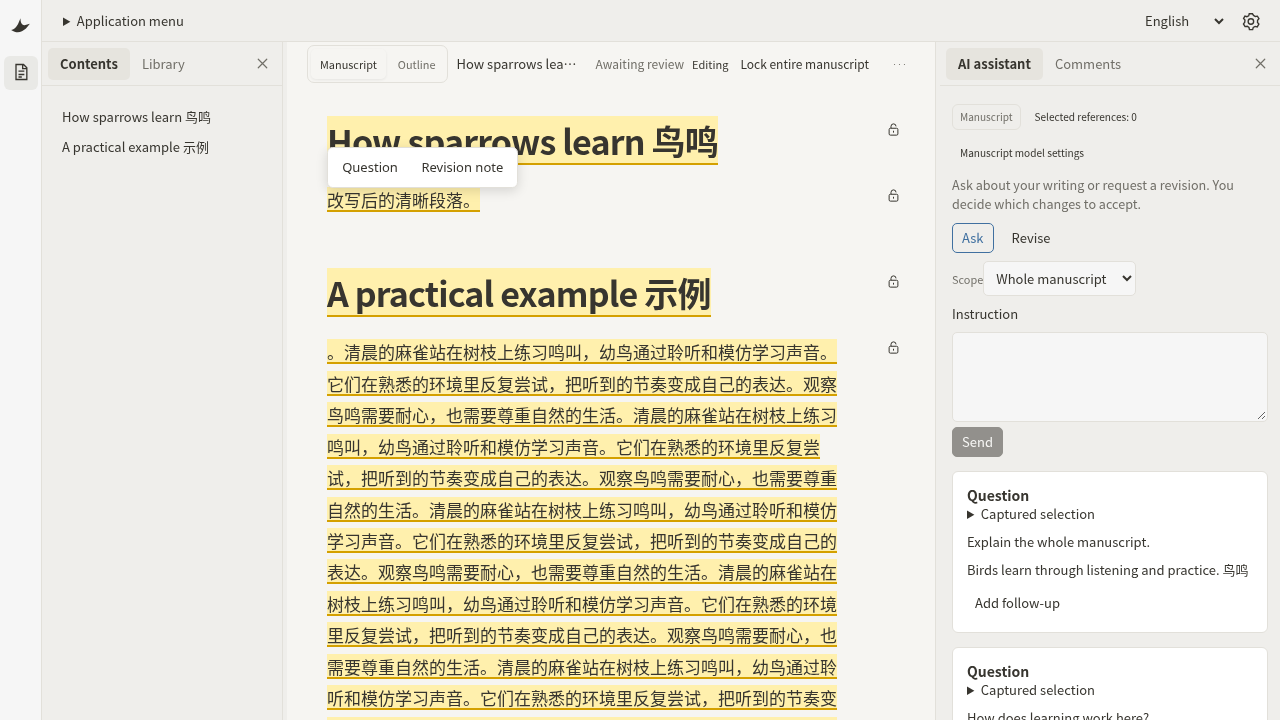 Application menu
English
Contents
Library
How sparrows learn 鸟鸣
A practical example 示例
Manuscript
Outline
How sparrows lea…
Awaiting review
Editing
Lock entire manuscript
How sparrows learn 鸟鸣
Question
Revision note
改写后的清晰段落。
A practical example 示例
。清晨的麻雀站在树枝上练习鸣叫，幼鸟通过聆听和模仿学习声音。
它们在熟悉的环境里反复尝试，把听到的节奏变成自己的表达。观察
鸟鸣需要耐心，也需要尊重自然的生活。清晨的麻雀站在树枝上练习
鸣叫，幼鸟通过聆听和模仿学习声音。它们在熟悉的环境里反复尝
试，把听到的节奏变成自己的表达。观察鸟鸣需要耐心，也需要尊重
自然的生活。清晨的麻雀站在树枝上练习鸣叫，幼鸟通过聆听和模仿
学习声音。它们在熟悉的环境里反复尝试，把听到的节奏变成自己的
表达。观察鸟鸣需要耐心，也需要尊重自然的生活。清晨的麻雀站在
树枝上练习鸣叫，幼鸟通过聆听和模仿学习声音。它们在熟悉的环境
里反复尝试，把听到的节奏变成自己的表达。观察鸟鸣需要耐心，也
需要尊重自然的生活。清晨的麻雀站在树枝上练习鸣叫，幼鸟通过聆
听和模仿学习声音。它们在熟悉的环境里反复尝试，把听到的节奏变
AI assistant
Comments
Manuscript
Selected references: 0
Manuscript model settings
Ask about your writing or request a revision. You
decide which changes to accept.
Ask
Revise
Scope
Whole manuscript
Instruction
Send
Question
Captured selection
Explain the whole manuscript.
Birds learn through listening and practice. 鸟鸣
Add follow-up
Question
Captured selection
How does learning work here?